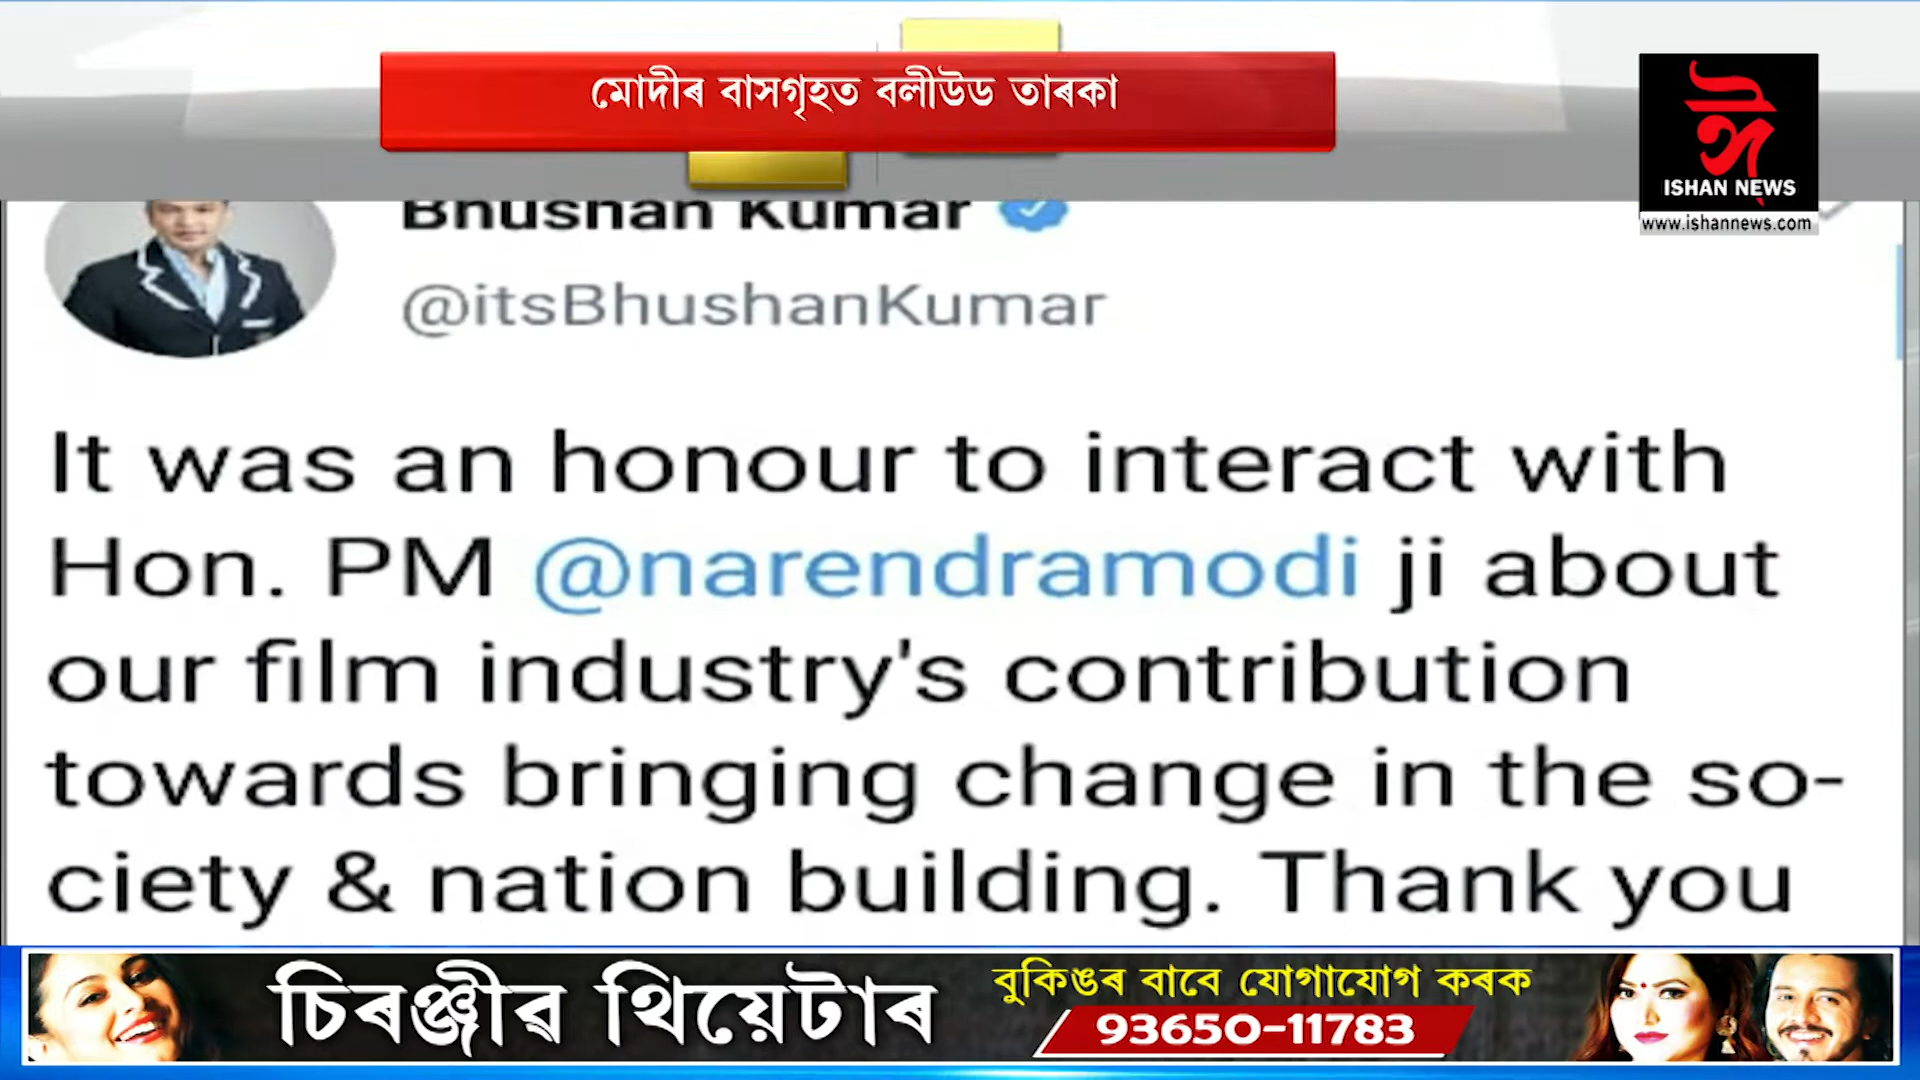 মোদীৰ বাসগৃহত বলীউড তাৰকা
ISHAN NEWS
www.ishannews.com
Bhushan Kumar
@itsBhushanKumar
It was an honour to interact with
Hon. PM @narendramodi ji about
our film industry's contribution
towards bringing change in the so-
ciety & nation building. Thank you
চিৰঞ্জীৱ থিয়েটাৰ
বুকিঙৰ বাবে যোগাযোগ কৰক
93650-11783